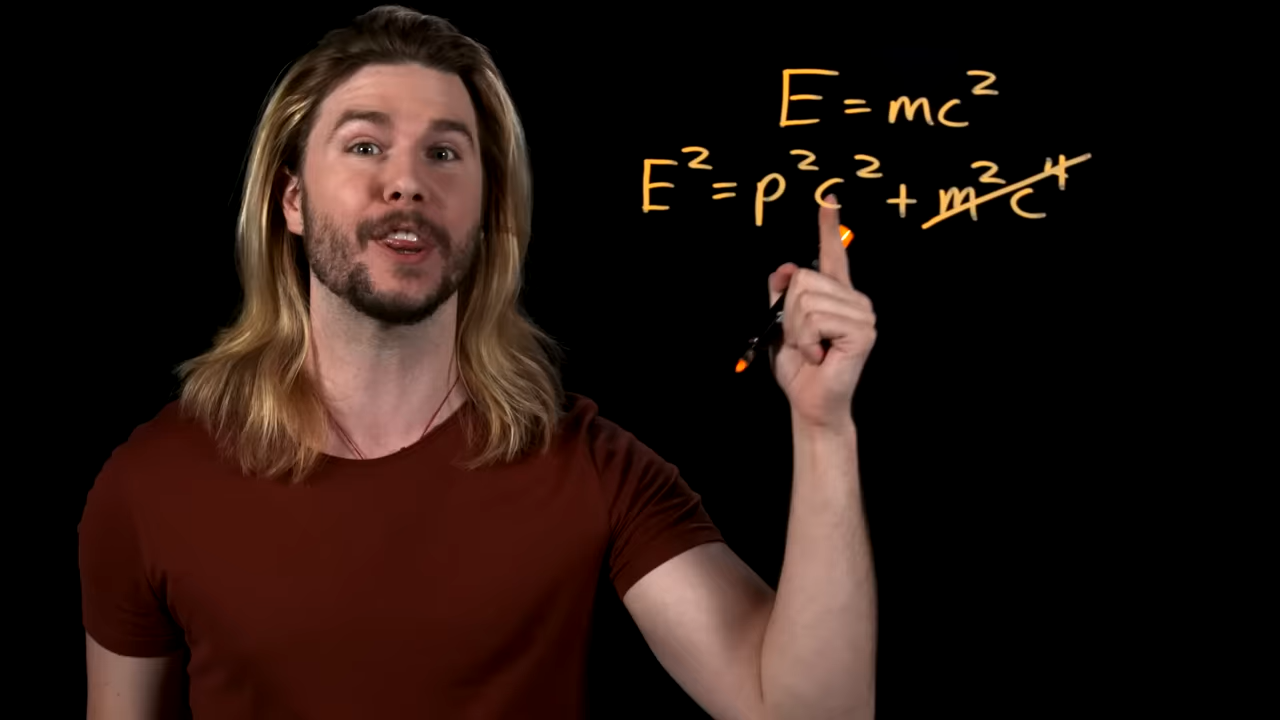 E = mc²
E² = p²c² + m²c⁴